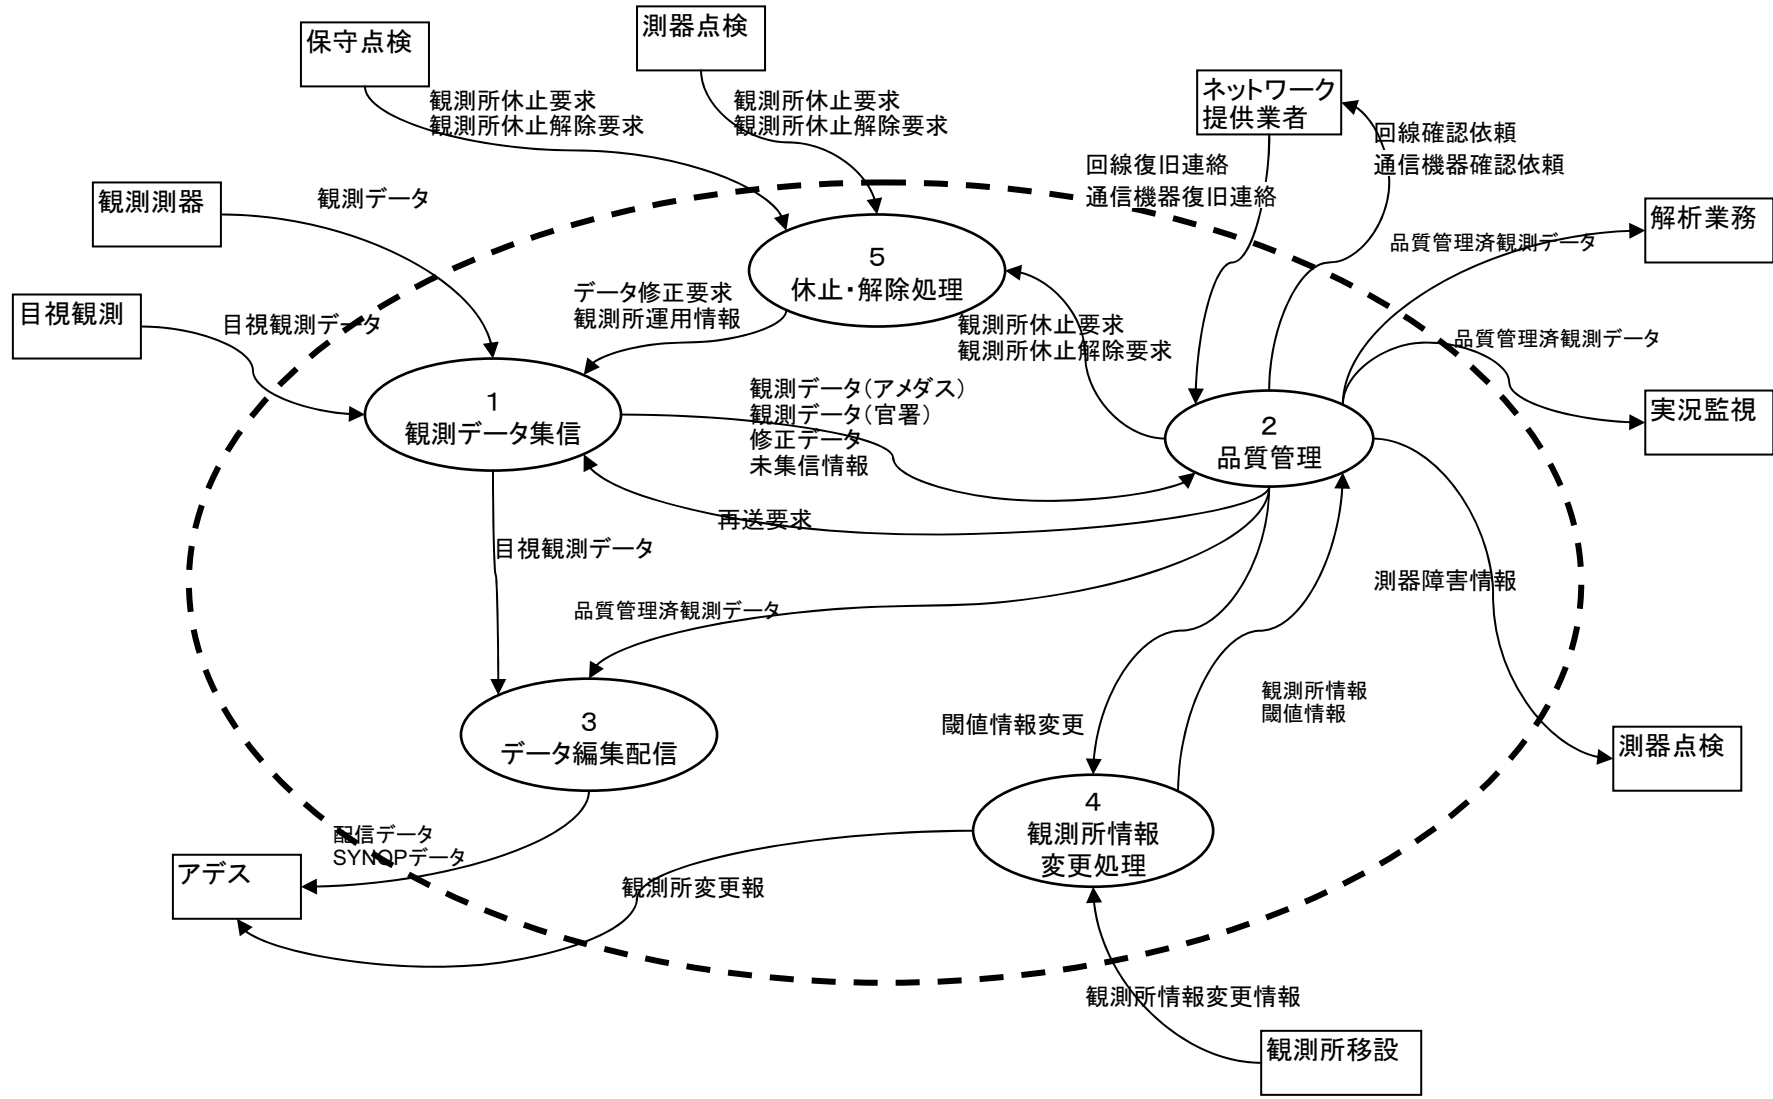 保守点検
測器点検
観測所休止要求
観測所休止解除要求
観測所休止要求
観測所休止解除要求
ネットワーク
提供業者
回線確認依頼
通信機器確認依頼
回線復旧連絡
通信機器復旧連絡
観測測器
観測データ
解析業務
品質管理済観測データ
5
休止・解除処理
目視観測
目視観測データ
データ修正要求
観測所運用情報
観測所休止要求
観測所休止解除要求
品質管理済観測データ
1
観測データ集信
観測データ(アメダス)
観測データ(官署)
修正データ
未集信情報
2
品質管理
実況監視
再送要求
目視観測データ
測器障害情報
品質管理済観測データ
観測所情報
閾値情報
閾値情報変更
3
データ編集配信
測器点検
4
観測所情報
変更処理
配信データ
SYNOPデータ
アデス
観測所変更報
観測所情報変更情報
観測所移設